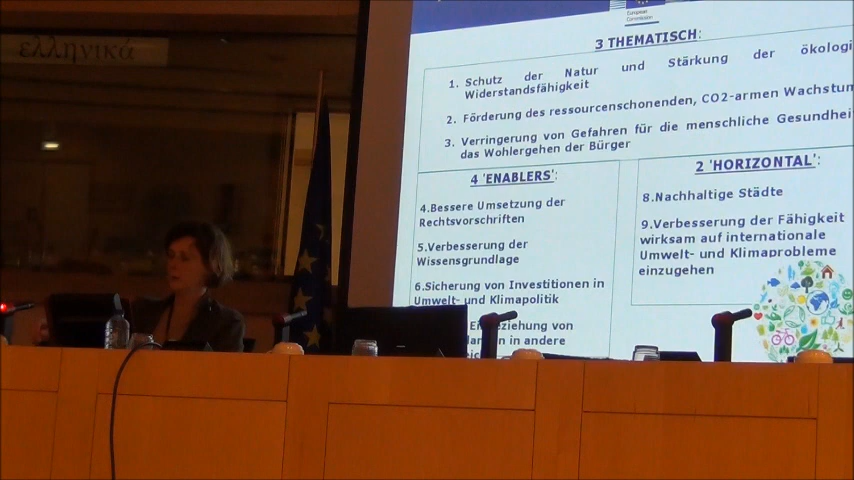 ελληνικά
European
Commission
3 THEMATISCH:
1. Schutz der Natur und Stärkung der
Widerstandsfähigkeit
2. Förderung des ressourcenschonenden, CO2-armen
3. Verringerung von Gefahren für die menschliche
das Wohlergehen der Bürger
4 'ENABLERS':
4.Bessere Umsetzung der
Rechtsvorschriften
5.Verbesserung der
Wissensgrundlage
6.Sicherung von Investitionen in
Umwelt- und Klimapolitik
von
in andere
2 'HORIZONTAL':
8.Nachhaltige Städte
9.Verbesserung der Fähigkeit
wirksam auf internationale
Umwelt- und Klimaprobleme
einzugehen